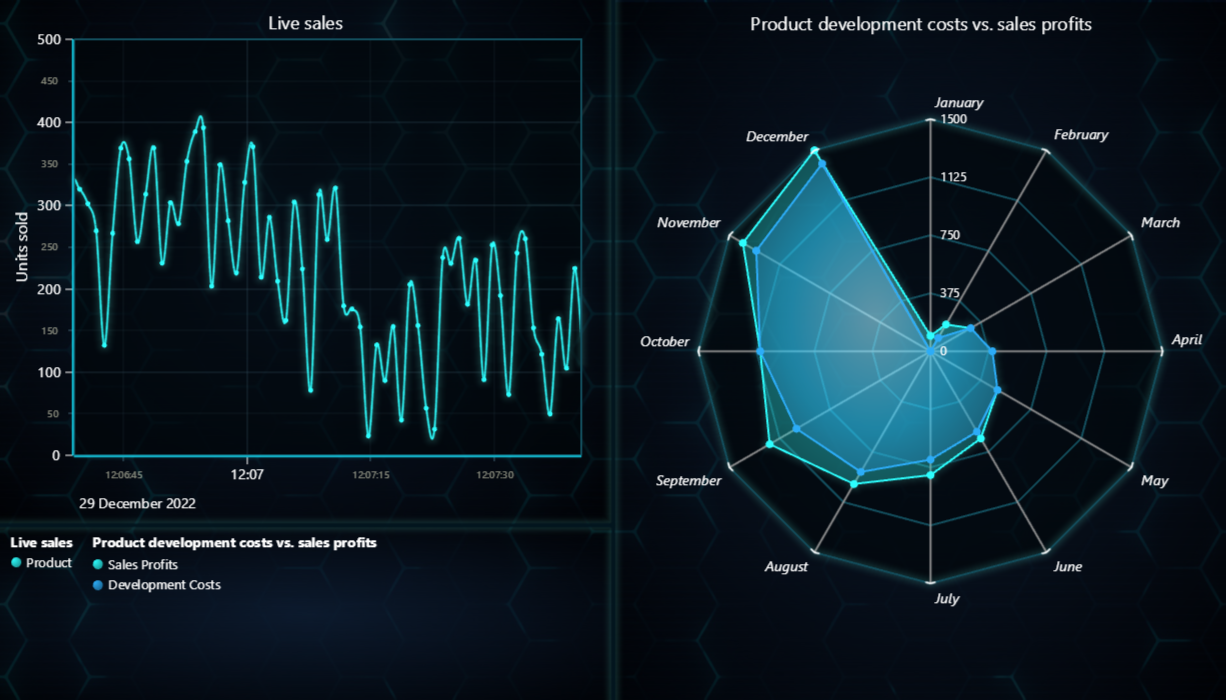 Live sales
500
450
400
350
300
250
200
150
100
50
0
Units sold
12:06:45
12:07
12:07:15
12:07:30
29 December 2022
Live sales
Product
Product development costs vs. sales profits
Sales Profits
Development Costs
Product development costs vs. sales profits
January
February
March
April
May
June
July
August
September
October
November
December
1500
1125
750
375
0